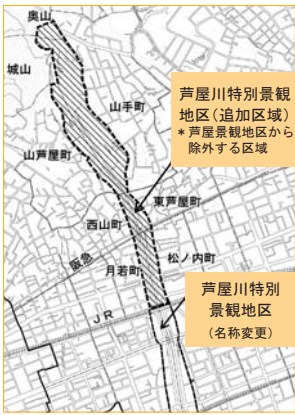 奥山
城山
山手町
芦屋川特別景観
地区(追加区域)
*芦屋景観地区から
除外する区域
山芦屋町
東芦屋町
西山町
松ノ内町
阪急
月若町
芦屋川特別
景観地区
(名称変更)
JR